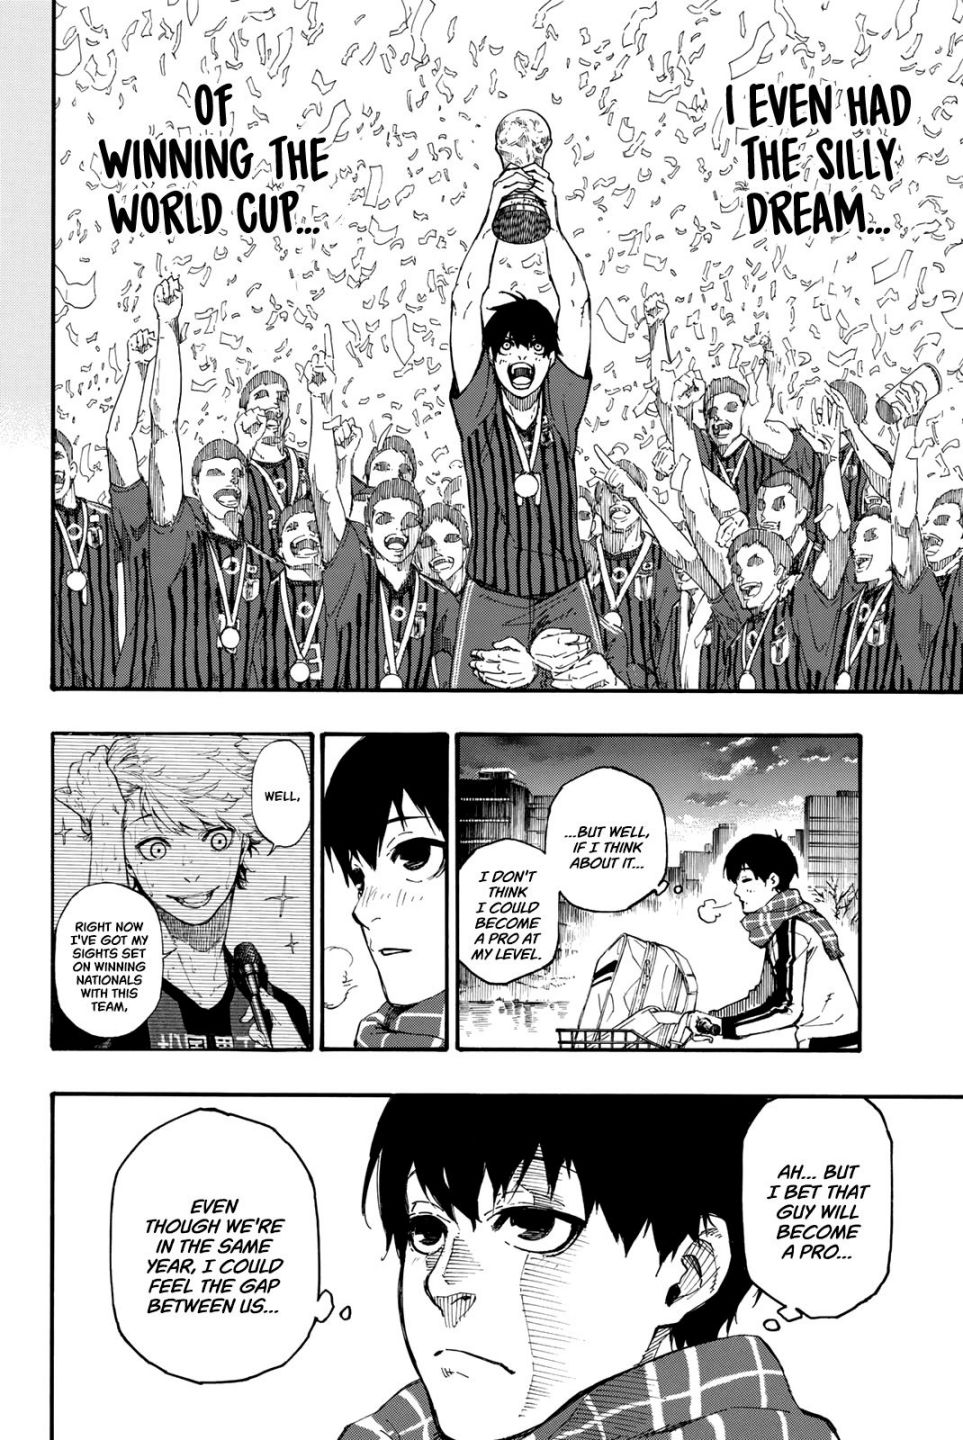 I EVEN HAD
THE SILLY
DREAM...
OF
WINNING THE
WORLD CUP...
...BUT WELL,
IF I THINK
ABOUT IT...
I DON'T
THINK
I COULD
BECOME
A PRO AT
MY LEVEL.
WELL,
RIGHT NOW
I'VE GOT MY
SIGHTS SET
ON WINNING
NATIONALS
WITH THIS
TEAM,
AH... BUT
I BET THAT
GUY WILL
BECOME
A PRO...
EVEN
THOUGH WE'RE
IN THE SAME
YEAR, I COULD
FEEL THE GAP
BETWEEN US...